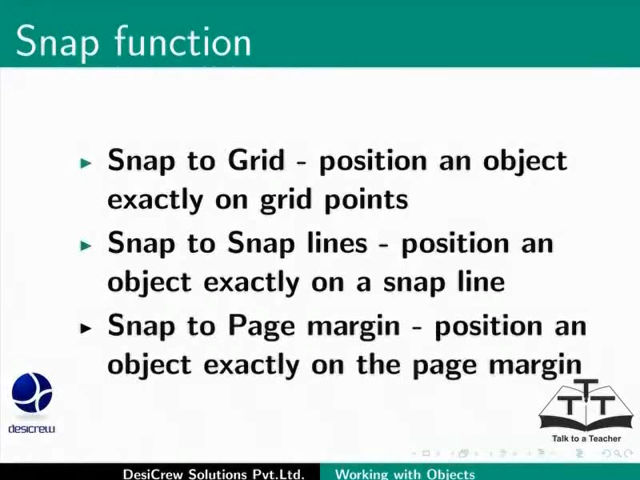 Snap function
Snap to Grid - position an object
exactly on grid points
Snap to Snap lines - position an
object exactly on a snap line
Snap to Page margin - position an
object exactly on the page margin
desicrew
TTT
Talk to a Teacher
DesiCrew Solutions Pvt.Ltd. Working with Objects